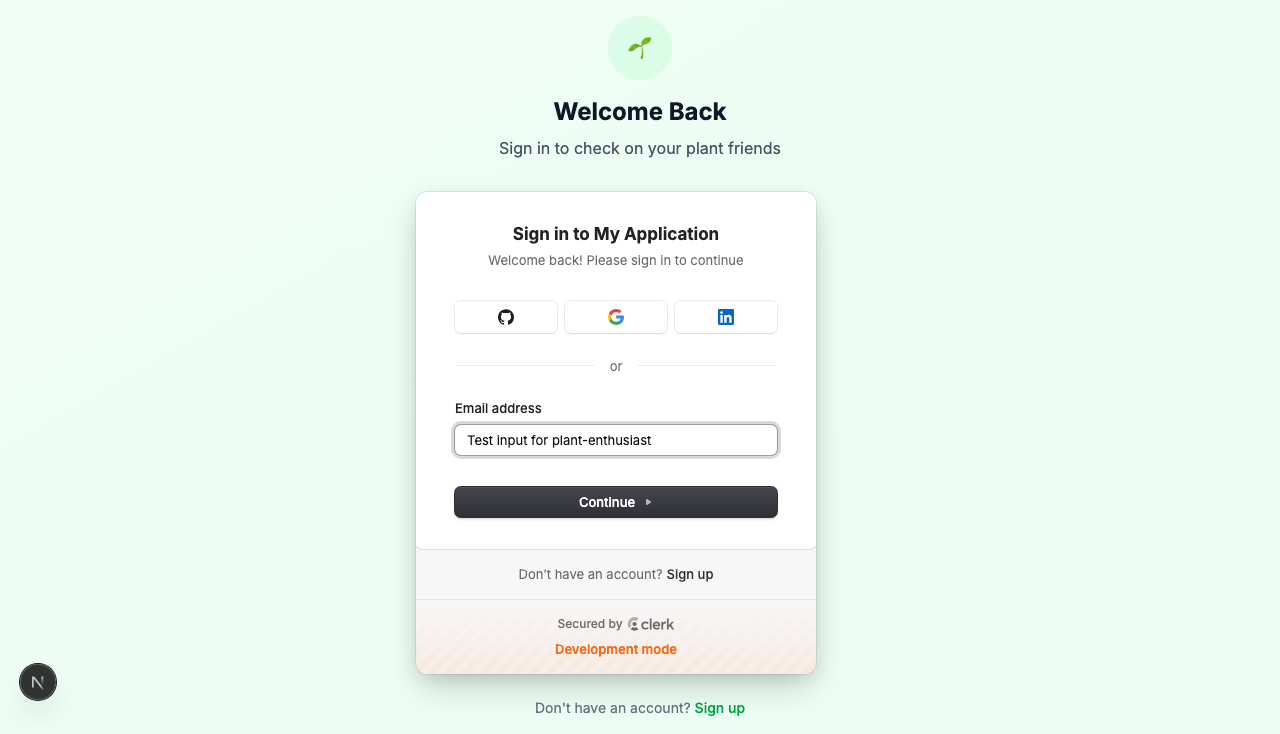 Welcome Back
Sign in to check on your plant friends
Sign in to My Application
Welcome back! Please sign in to continue
or
Email address
Test input for plant-enthusiast
Continue
Don’t have an account? Sign up
Secured by clerk
Development mode
N
Don't have an account? Sign up